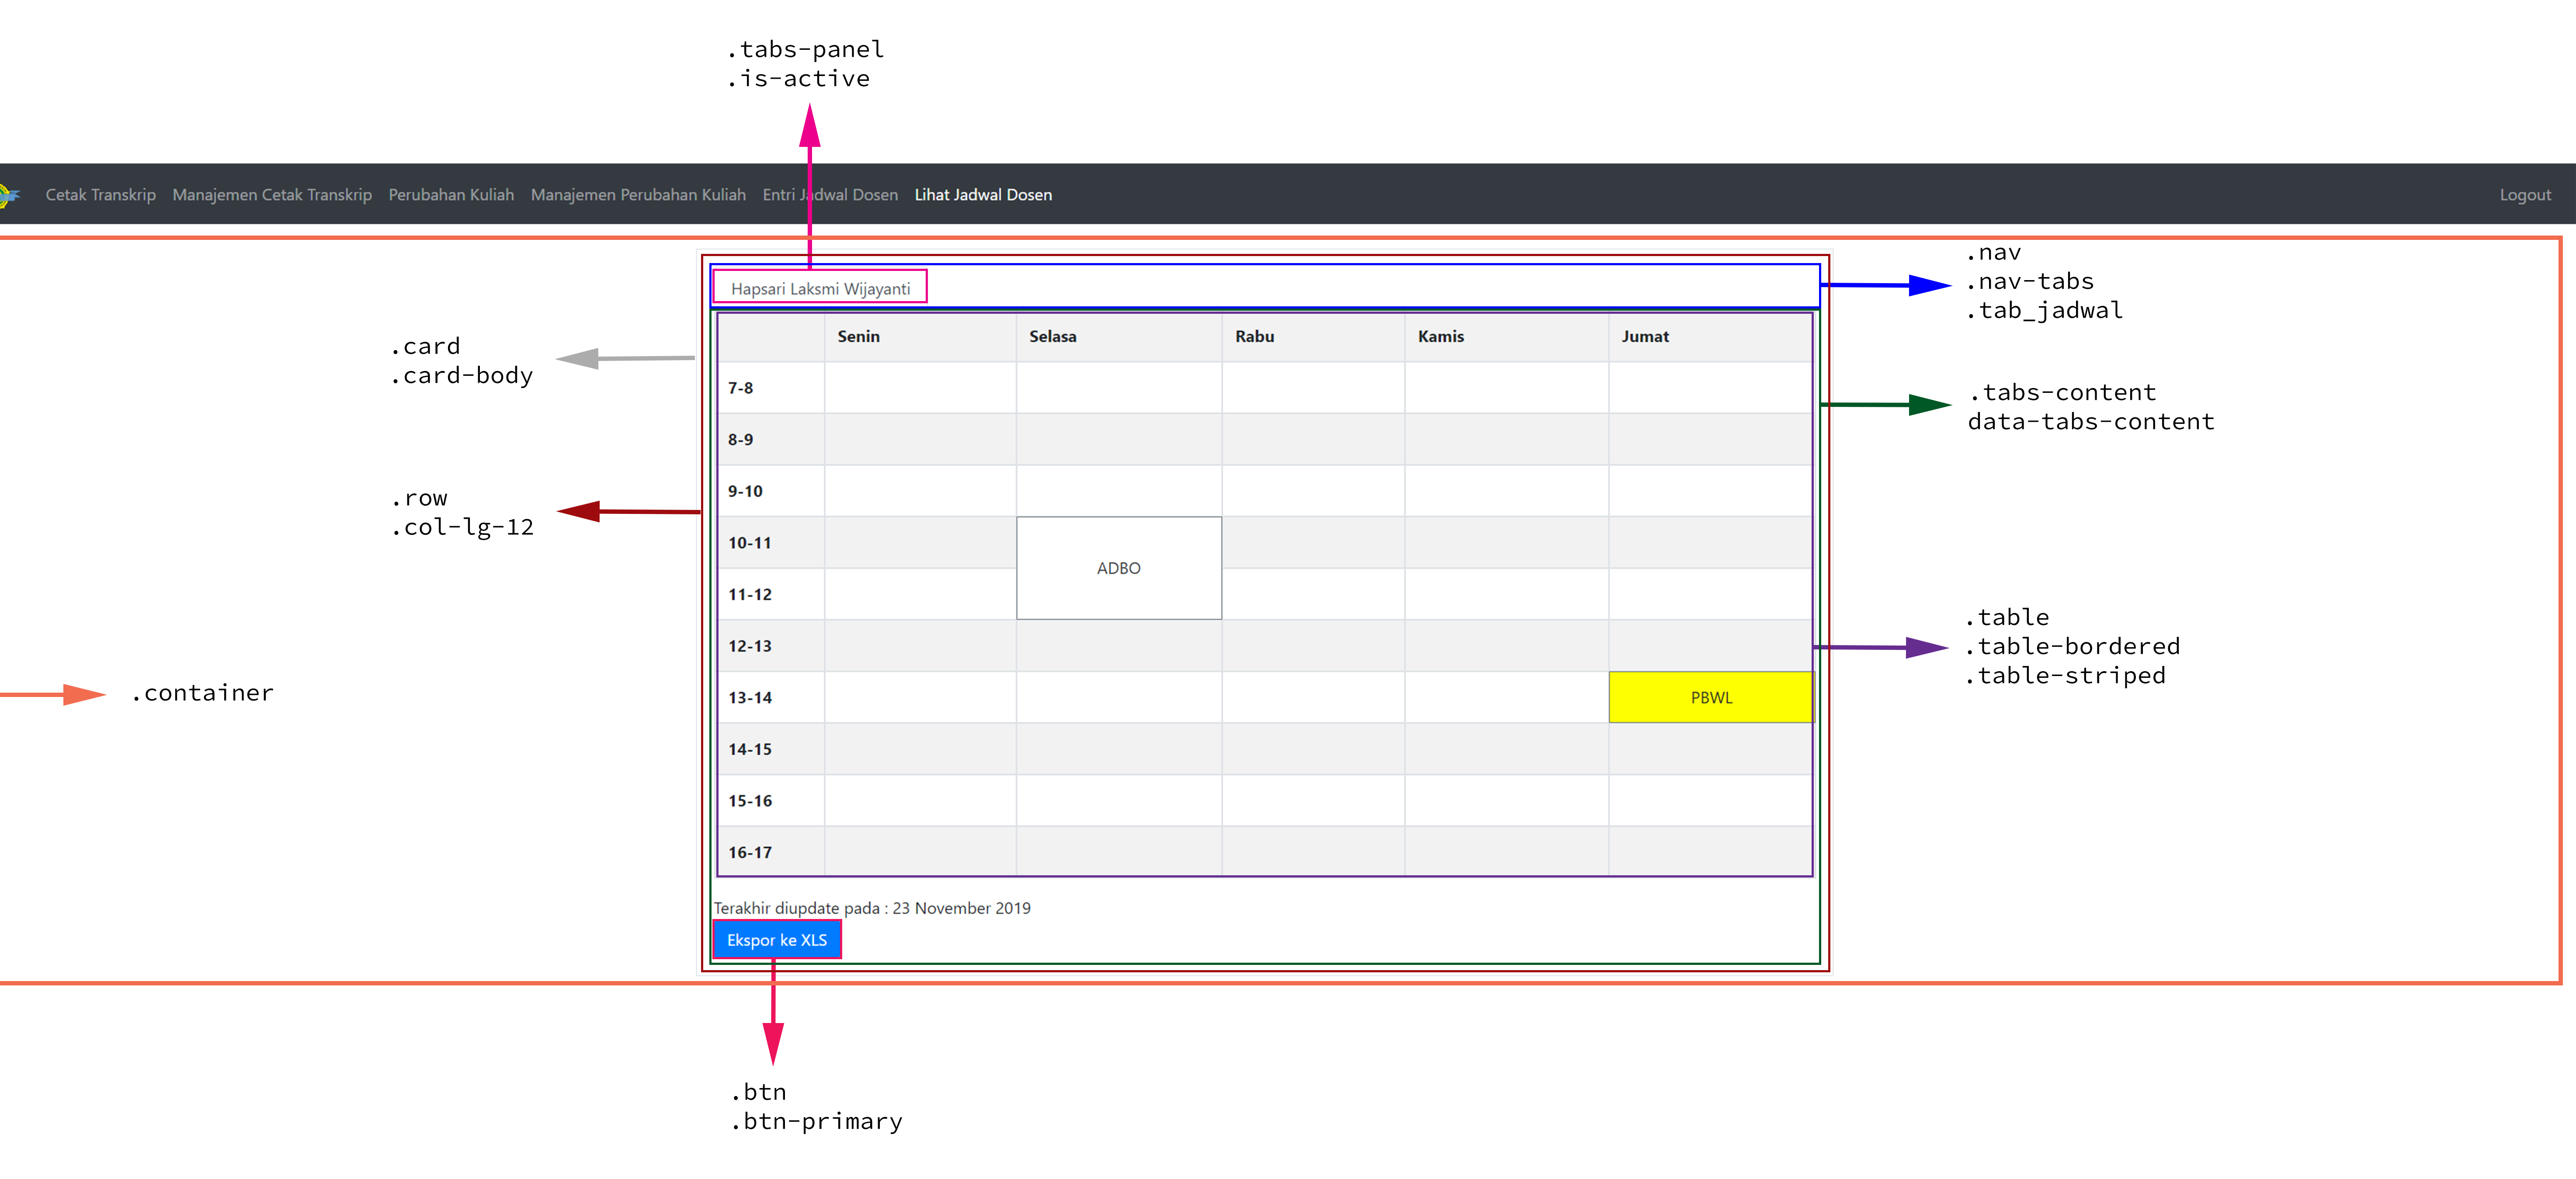 .tabs-panel
.is-active
Cetak Transkrip Manajemen Cetak Transkrip Perubahan Kuliah Manajemen Perubahan Kuliah Entri Jadwal Dosen Lihat Jadwal Dosen Logout
Hapsari Laksmi Wijayanti
.nav
.nav-tabs
.tab_jadwal
Senin Selasa Rabu Kamis Jumat
.card
.card-body
7-8
.tabs-content
data-tabs-content
8-9
9-10
.row
.col-lg-12
10-11
ADBO
11-12
12-13
.table
.table-bordered
.table-striped
.container
13-14 PBWL
14-15
15-16
16-17
Terakhir diupdate pada : 23 November 2019
Ekspor ke XLS
.btn
.btn-primary